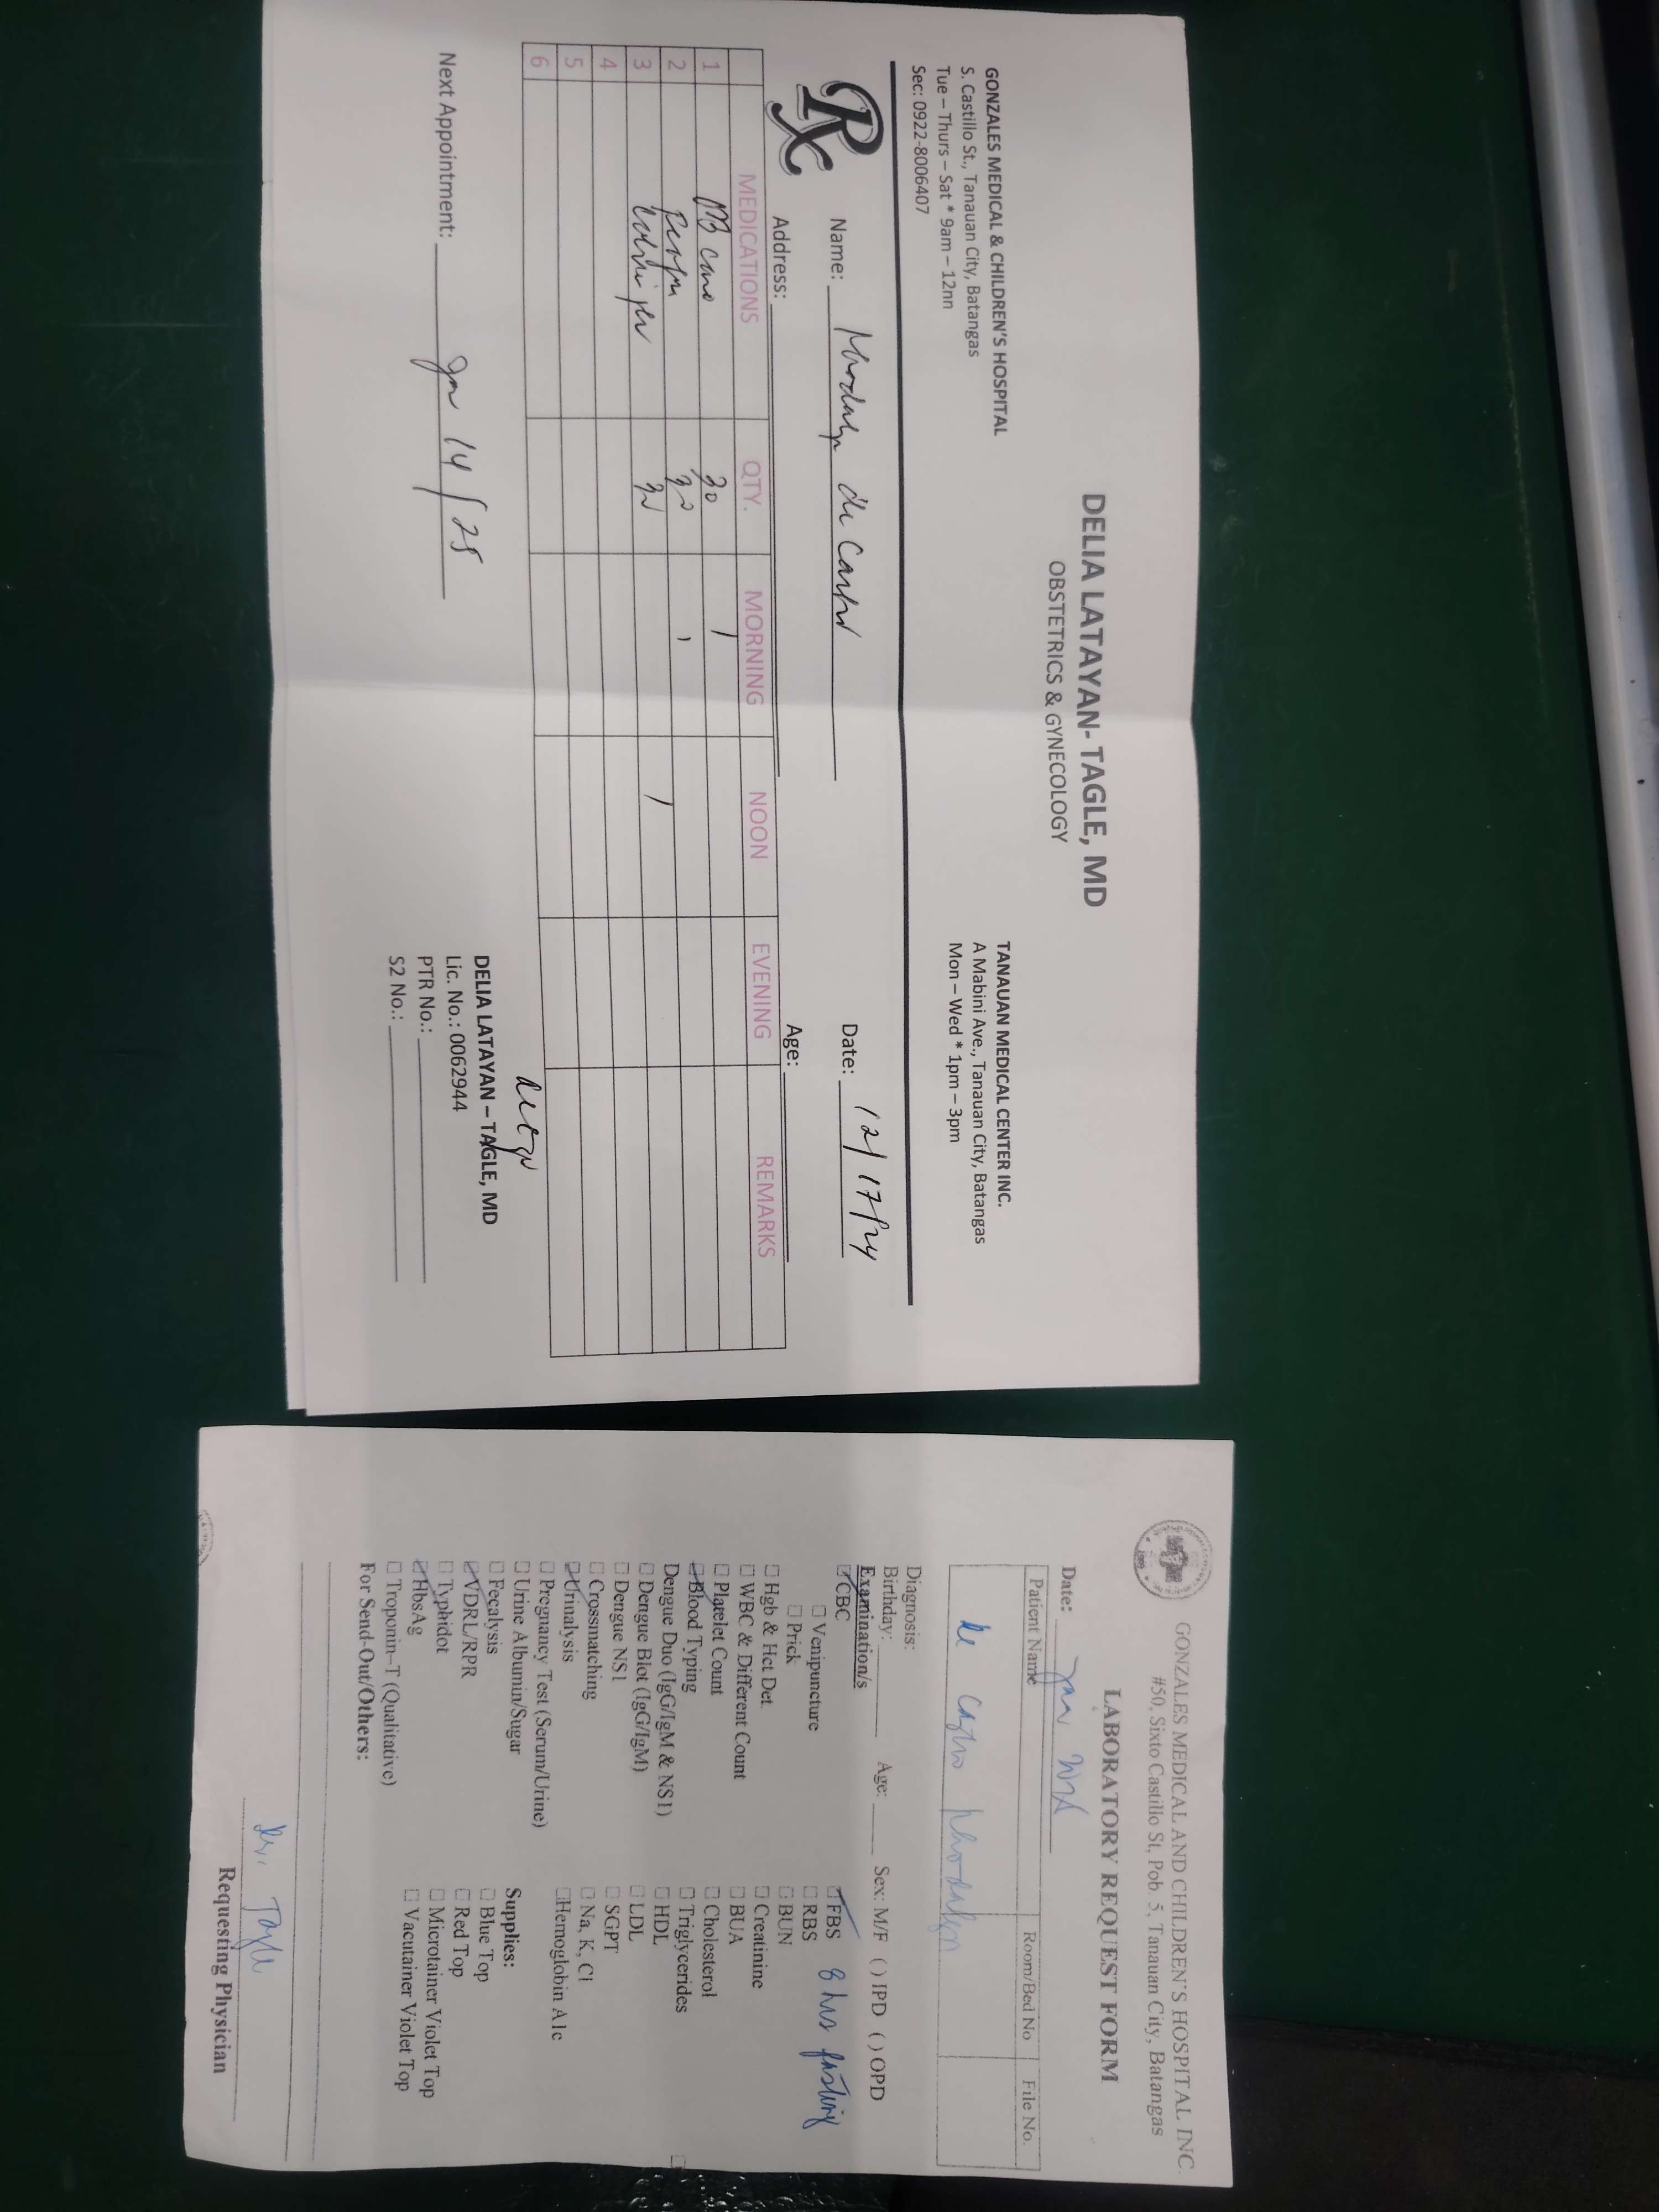 DELIA LATAYAN- TAGLE, MD
OBSTETRICS & GYNECOLOGY
GONZALES MEDICAL & CHILDREN'S HOSPITAL
S. Castillo St., Tanauan City, Batangas
Tue – Thurs – Sat * 9am – 12nn
Sec: 0922-8006407
TANAUAN MEDICAL CENTER INC.
A Mabini Ave., Tanauan City, Batangas
Mon – Wed * 1pm – 3pm
Rx
Name: de Castro Date: 12/17/24
Address: Age:
MEDICATIONS QTY. MORNING NOON EVENING REMARKS
1 30 1
2 30 1
3 30 1
4
5
6
Next Appointment: Jan 14/25
DELIA LATAYAN – TAGLE, MD
Lic. No.: 0062944
PTR No.:
S2 No.:
GONZALES MEDICAL AND CHILDREN'S HOSPITAL INC.
#50, Sixto Castillo St, Pob. 5, Tanauan City, Batangas
LABORATORY REQUEST FORM
Date: Jan
Patient Name Room/Bed No File No.
de Castro Rhodalyn
Diagnosis:
Birthday: Age: Sex: M/F ( ) IPD ( ) OPD
Examination/s
CBC
Venipuncture
Prick
Hgb & Hct Det.
WBC & Different Count
Platelet Count
Blood Typing
Dengue Duo (IgG/IgM & NS1)
Dengue Blot (IgG/IgM)
Dengue NS1
Crossmatching
Urinalysis
Pregnancy Test (Serum/Urine)
Urine Albumin/Sugar
Fecalysis
VDRL/RPR
Typhidot
HbsAg
Troponin–T (Qualitative)
For Send-Out/Others:
FBS 8 hrs fasting
RBS
BUN
Creatinine
BUA
Cholesterol
Triglycerides
HDL
LDL
SGPT
Na, K, Cl
Hemoglobin A1c
Supplies:
Blue Top
Red Top
Microtainer Violet Top
Vacutainer Violet Top
Dr. Tagle
Requesting Physician